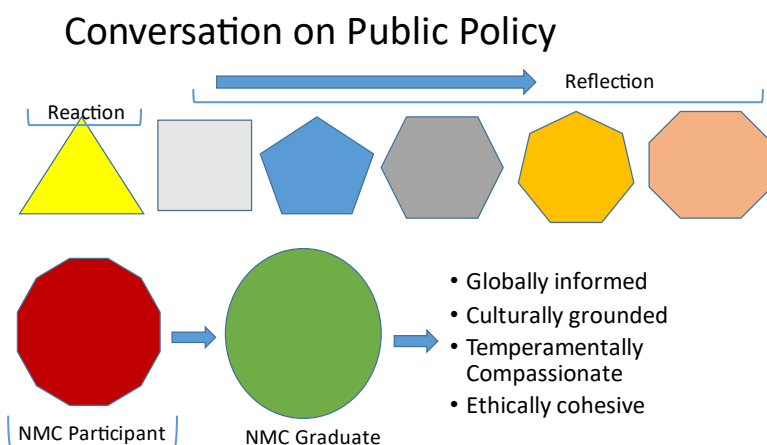 Conversation on Public Policy
Reflection
Reaction
• Globally informed
• Culturally grounded
• Temperamentally
Compassionate
• Ethically cohesive
NMC Participant
NMC Graduate